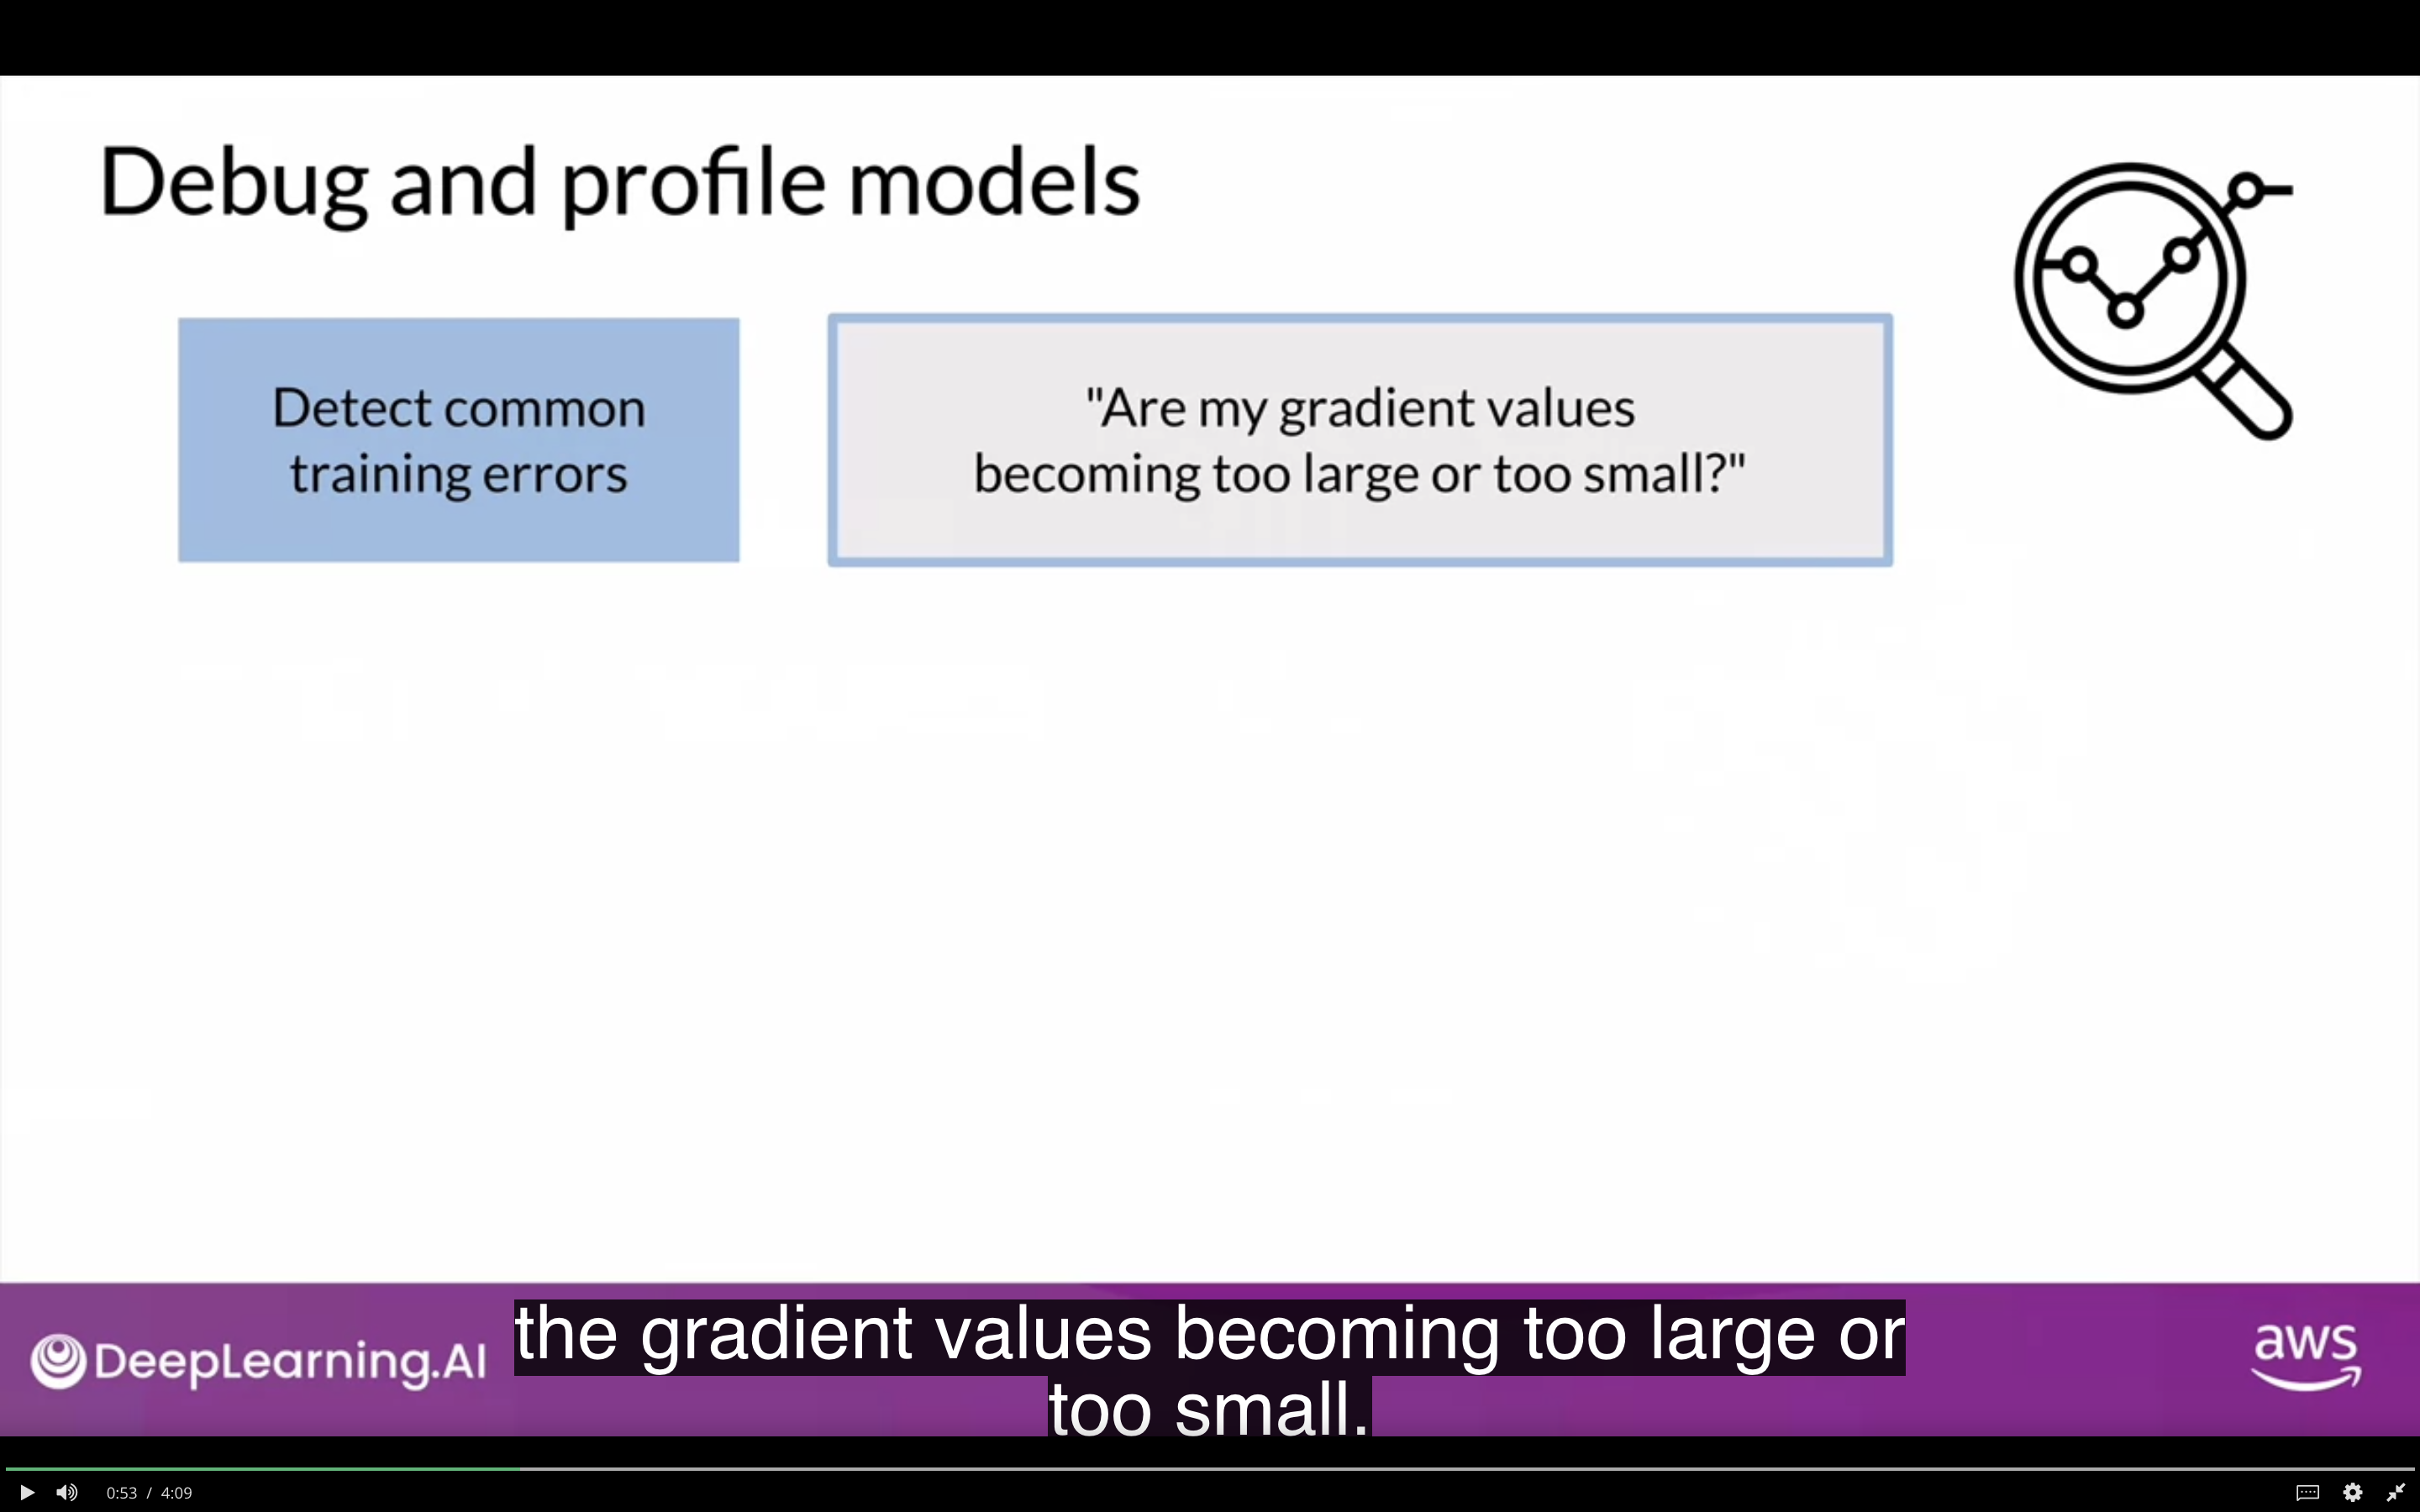 Debug and profile models
Detect common
training errors
"Are my gradient values
becoming too large or too small?"
DeepLearning.AI
the gradient values becoming too large or
too small.
aws
0:53 / 4:09